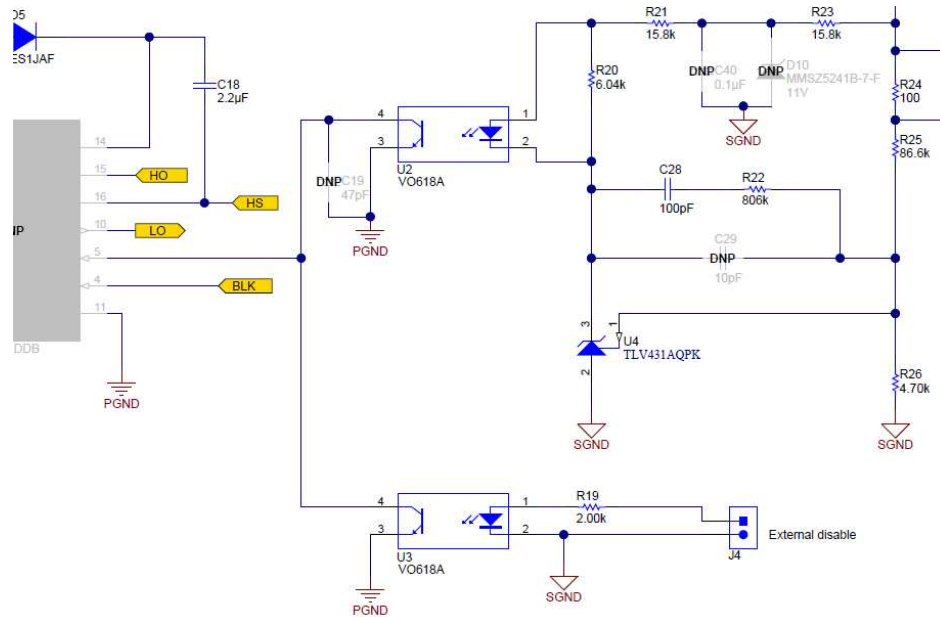 D5
ES1JAF
C18
2.2µF
14
15
HO
16
HS
NP
10
LO
5
4
BLK
11
DDB
PGND
R21
15.8k
R23
15.8k
R20
6.04k
DNP
C40
0.1µF
DNP
D10
MMSZ5241B-7-F
11V
SGND
R24
100
R25
86.6k
4
3
1
2
U2
VO618A
DNP
C19
47pF
PGND
C28
100pF
R22
806k
C29
DNP
10pF
3
1
2
U4
TLV431AQPK
SGND
R26
4.70k
SGND
4
3
1
2
U3
VO618A
R19
2.00k
J4
External disable
SGND
PGND